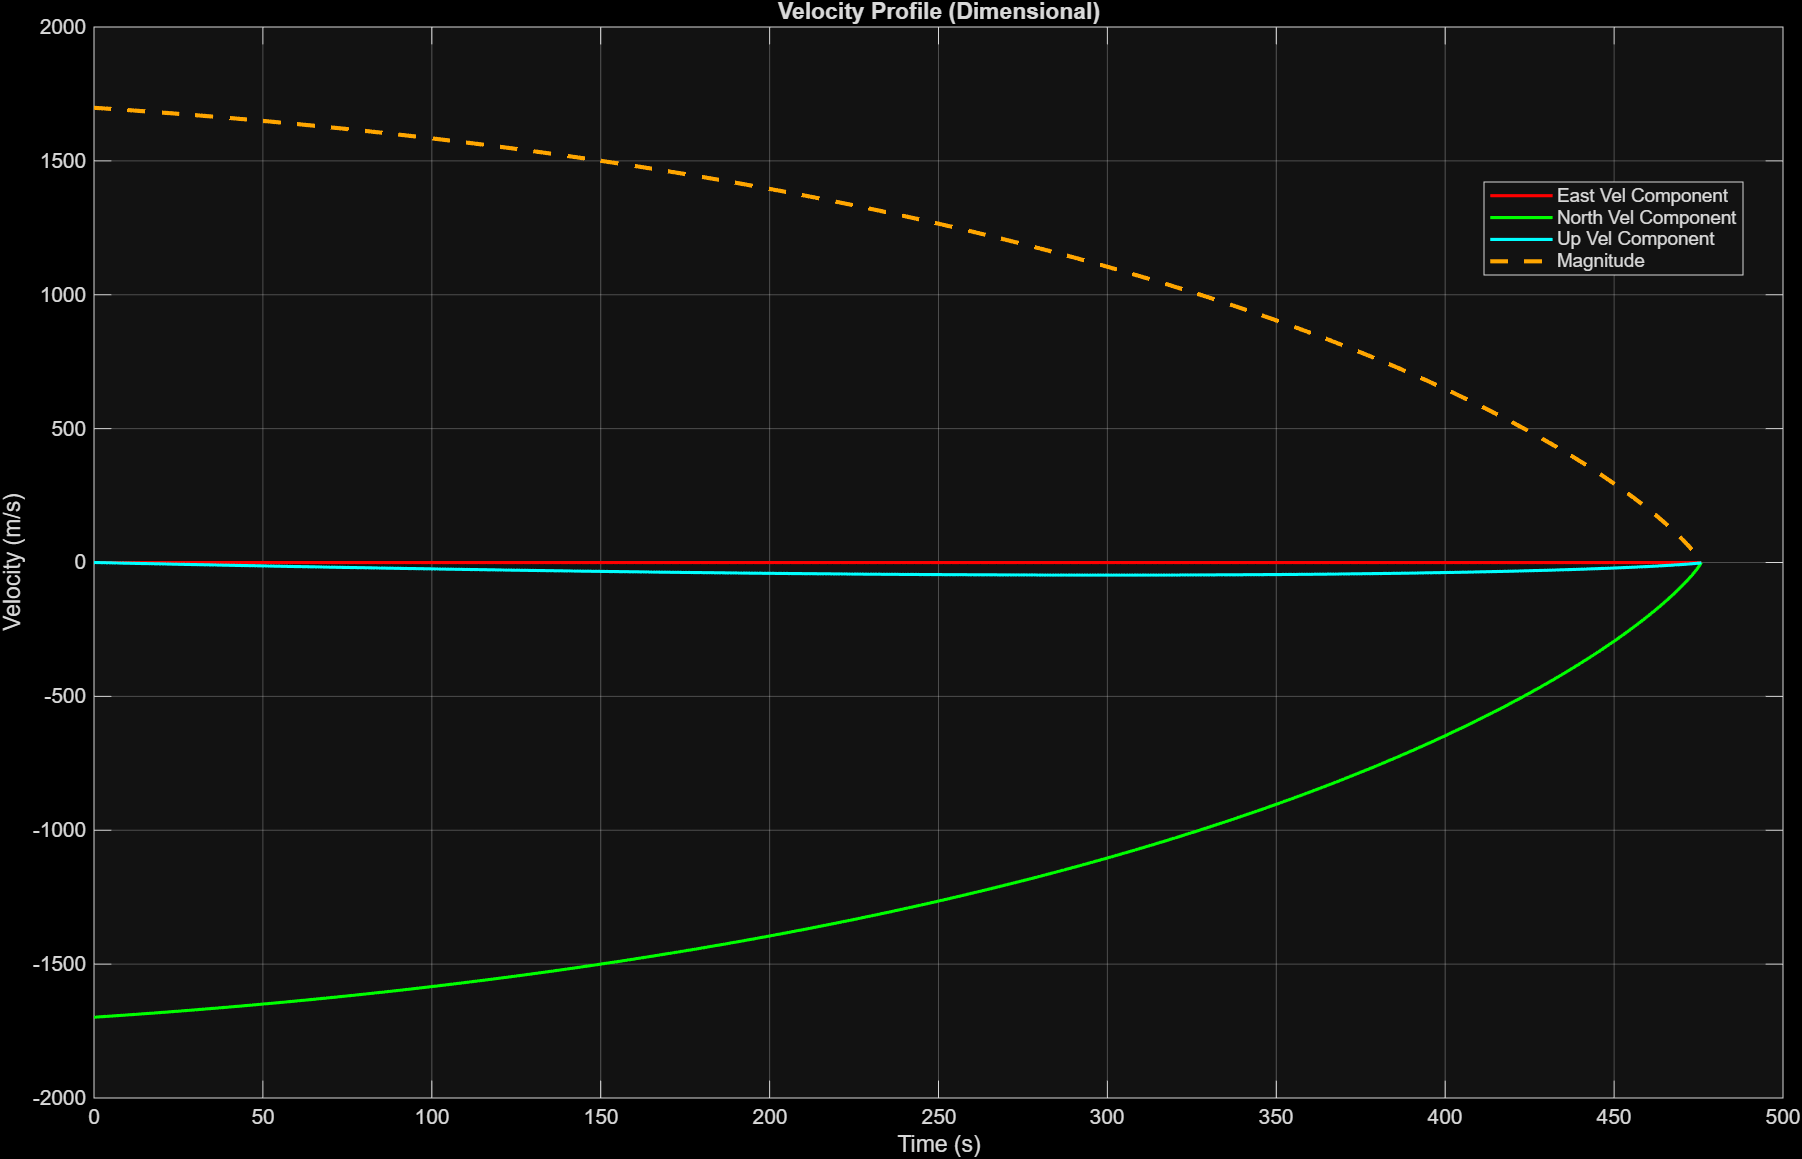 Velocity Profile (Dimensional)
2000
1500
1000
500
0
-500
-1000
-1500
-2000
Velocity (m/s)
East Vel Component
North Vel Component
Up Vel Component
Magnitude
0 50 100 150 200 250 300 350 400 450 500
Time (s)